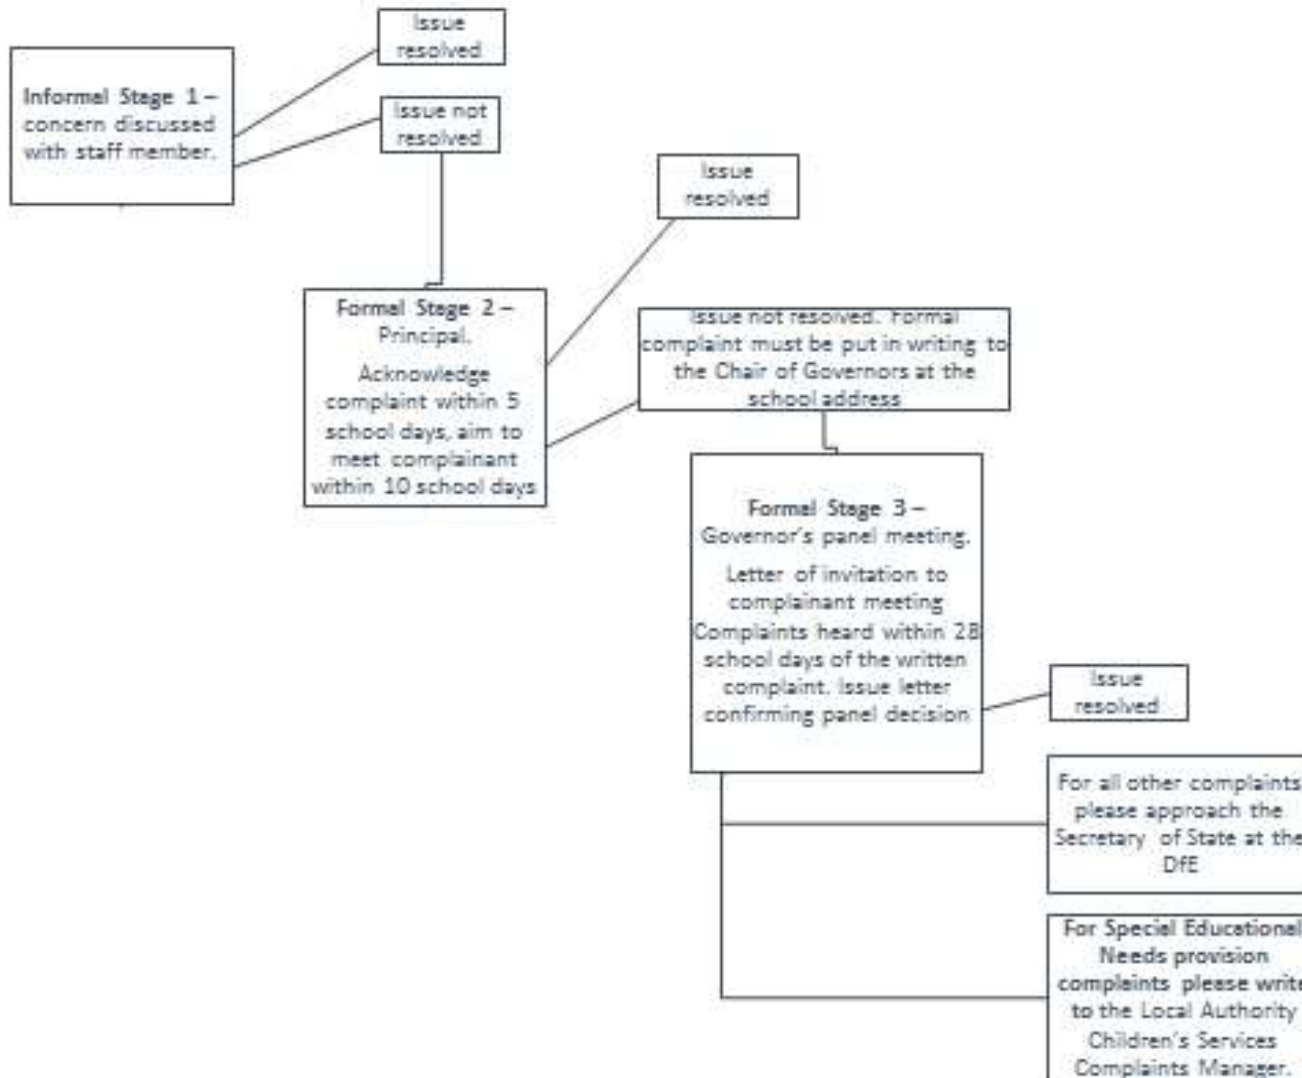 Issue
resolved
Informal Stage 1 –
concern discussed
with staff member.
Issue not
resolved
Issue
resolved
Formal Stage 2 –
Principal.
Acknowledge
complaint within 5
school days, aim to
meet complainant
within 10 school days
Issue not resolved. Formal
complaint must be put in writing to
the Chair of Governors at the
school address
Formal Stage 3 –
Governor's panel meeting.
Letter of invitation to
complainant meeting
Complaints heard within 28
school days of the written
complaint. Issue letter
confirming panel decision
Issue
resolved
For all other complaints
please approach the
Secretary of State at the
DfE
For Special Educational
Needs provision
complaints please write
to the Local Authority
Children's Services
Complaints Manager.